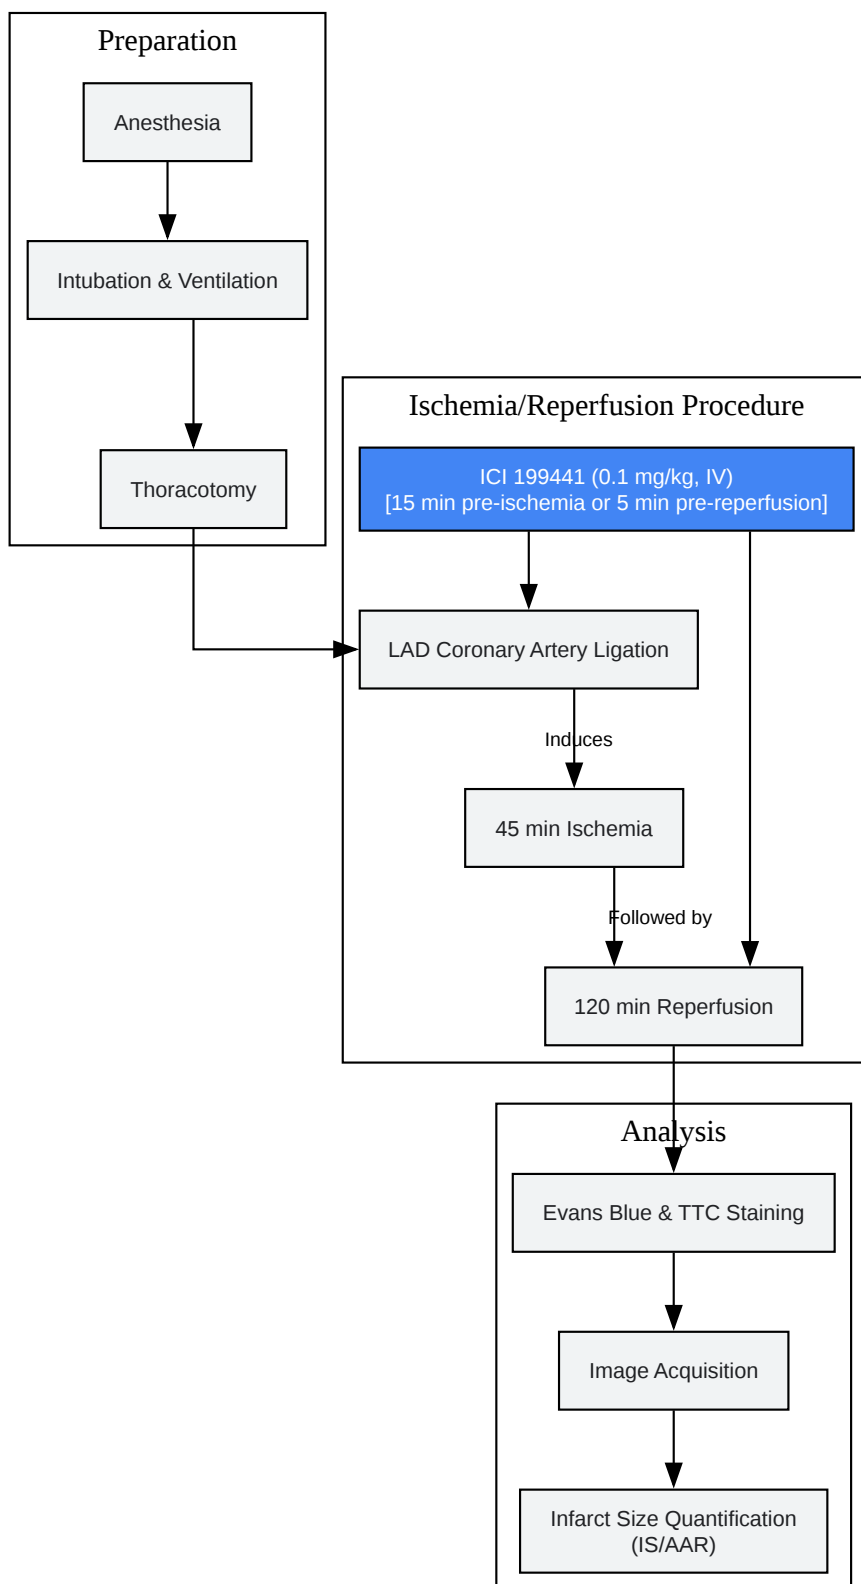 Preparation
Anesthesia
Intubation & Ventilation
Thoracotomy
Ischemia/Reperfusion Procedure
ICI 199441 (0.1 mg/kg, IV)
[15 min pre-ischemia or 5 min pre-reperfusion]
LAD Coronary Artery Ligation
Induces
45 min Ischemia
Followed by
120 min Reperfusion
Analysis
Evans Blue & TTC Staining
Image Acquisition
Infarct Size Quantification
(IS/AAR)